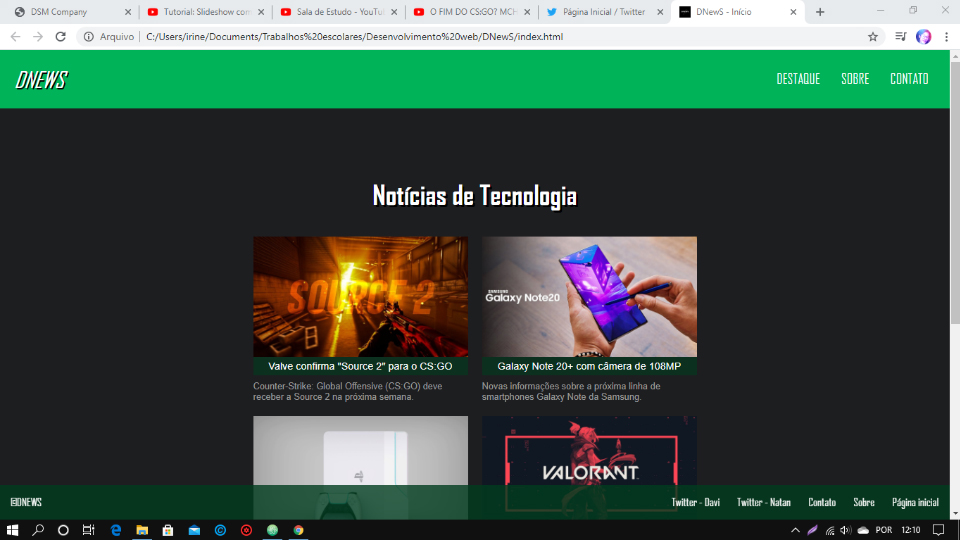 DSM Company
Tutorial: Slideshow com
Sala de Estudo - YouTu
O FIM DO CS:GO? MCH
Página Inicial / Twitter
DNewS - Início
Arquivo
C:/Users/irine/Documents/Trabalhos%20escolares/Desenvolvimento%20web/DNewS/index.html
DNEWS
DESTAQUE
SOBRE
CONTATO
Notícias de Tecnologia
SOURCE 2
SAMSUNG
Galaxy Note20
Valve confirma "Source 2" para o CS:GO
Galaxy Note 20+ com câmera de 108MP
Counter-Strike: Global Offensive (CS:GO) deve
receber a Source 2 na próxima semana.
Novas informações sobre a próxima linha de
smartphones Galaxy Note da Samsung.
VALORANT
©DNEWS
Twitter - Davi
Twitter - Natan
Contato
Sobre
Página inicial
POR
12:10